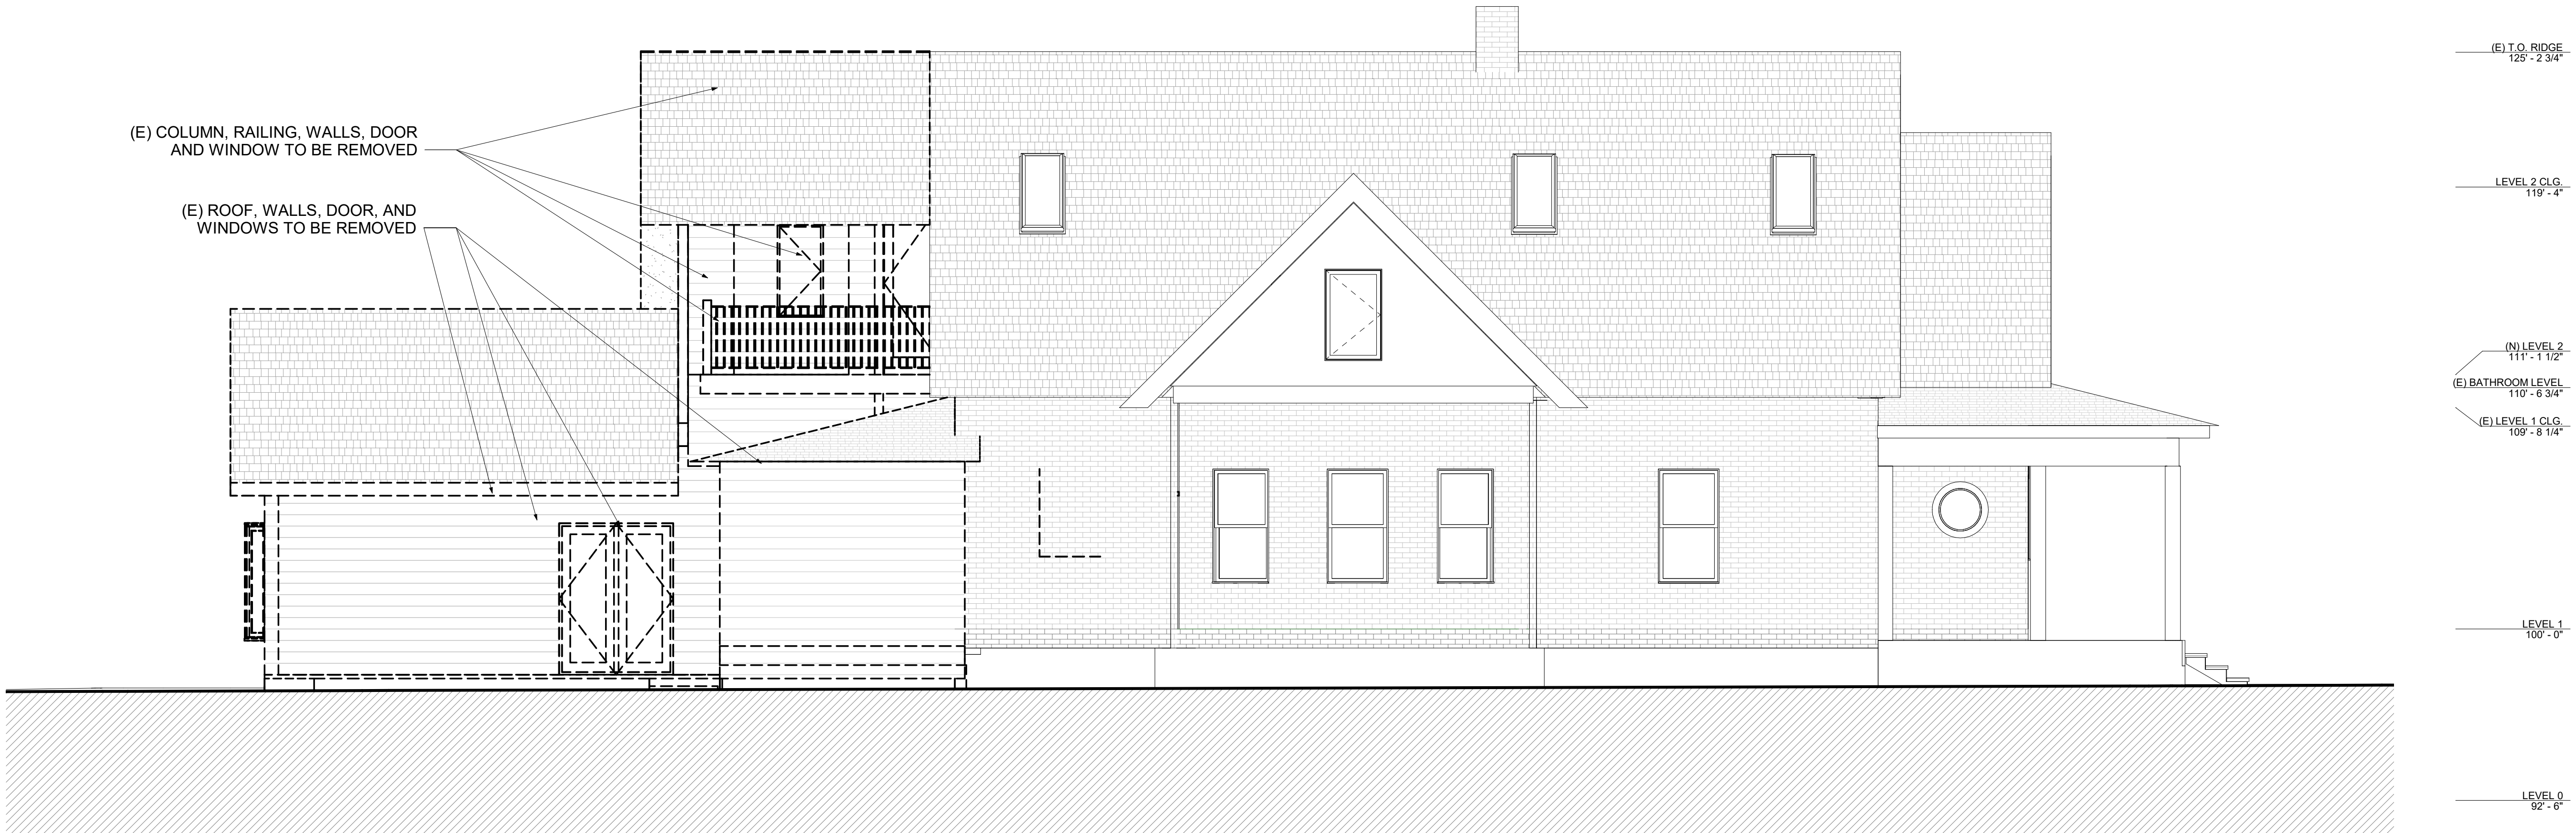 (E) COLUMN, RAILING, WALLS, DOOR
AND WINDOW TO BE REMOVED
(E) ROOF, WALLS, DOOR, AND
WINDOWS TO BE REMOVED
(E) T.O. RIDGE
125' - 2 3/4"
LEVEL 2 CLG.
119' - 4"
(N) LEVEL 2
111' - 1 1/2"
(E) BATHROOM LEVEL
110' - 6 3/4"
(E) LEVEL 1 CLG.
109' - 8 1/4"
LEVEL 1
100' - 0"
LEVEL 0
92' - 6"